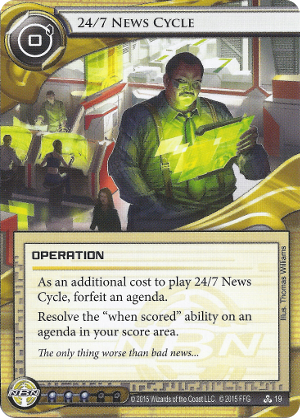 24/7 News Cycle
0
OPERATION
As an additional cost to play 24/7 News
Cycle, forfeit an agenda.
Resolve the “when scored” ability on an
agenda in your score area.
The only thing worse than bad news...
Illus. Thomas Williams
NBN
© 2015 Wizards of the Coast LLC. © 2015 FFG
19